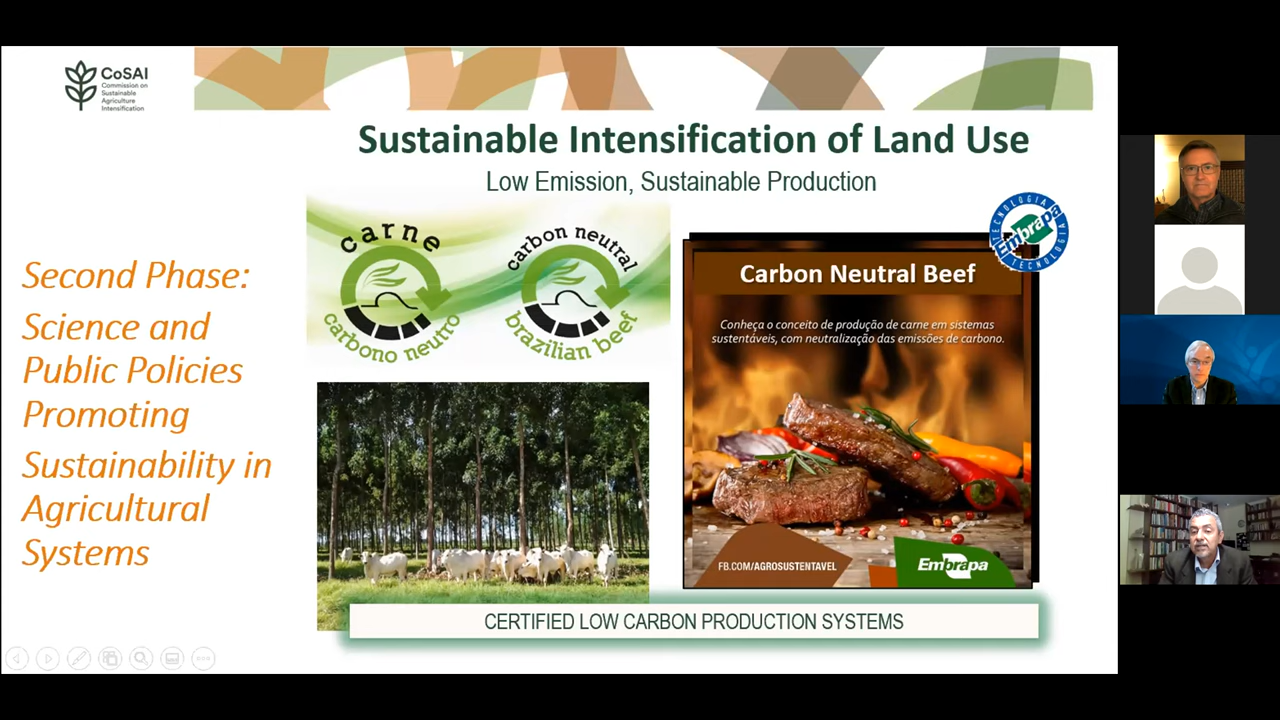 CoSAI
Commission on
Sustainable
Agriculture
Intensification
Sustainable Intensification of Land Use
Low Emission, Sustainable Production
Second Phase:
Science and
Public Policies
Promoting
Sustainability in
Agricultural
Systems
carne
carbono neutro
carbon neutral
brazilian beef
TECNOLOGIA
Embrapa
TECNOLOGIA
Carbon Neutral Beef
Conheça o conceito de produção de carne em sistemas
sustentáveis, com neutralização das emissões de carbono.
FB.COM/AGROSUSTENTAVEL
Embrapa
CERTIFIED LOW CARBON PRODUCTION SYSTEMS